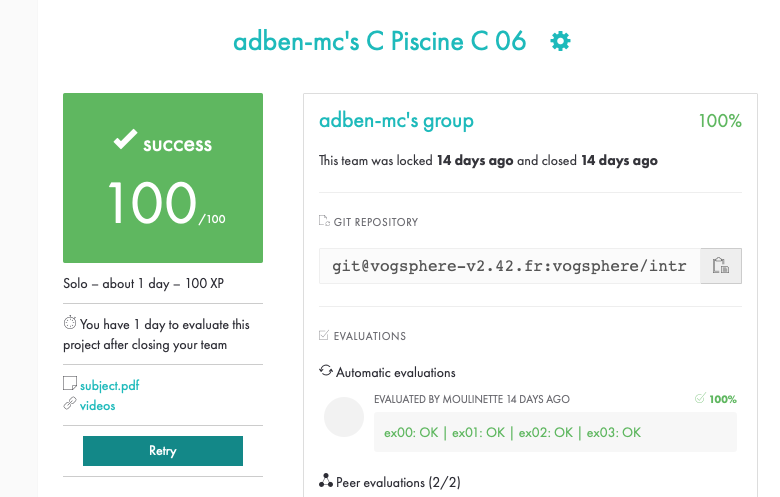 adben-mc's C Piscine C 06
success
100/100
Solo – about 1 day – 100 XP
You have 1 day to evaluate this
project after closing your team
subject.pdf
videos
Retry
adben-mc's group 100%
This team was locked 14 days ago and closed 14 days ago
GIT REPOSITORY
git@vogsphere-v2.42.fr:vogsphere/intr
EVALUATIONS
Automatic evaluations
EVALUATED BY MOULINETTE 14 DAYS AGO 100%
ex00: OK | ex01: OK | ex02: OK | ex03: OK
Peer evaluations (2/2)